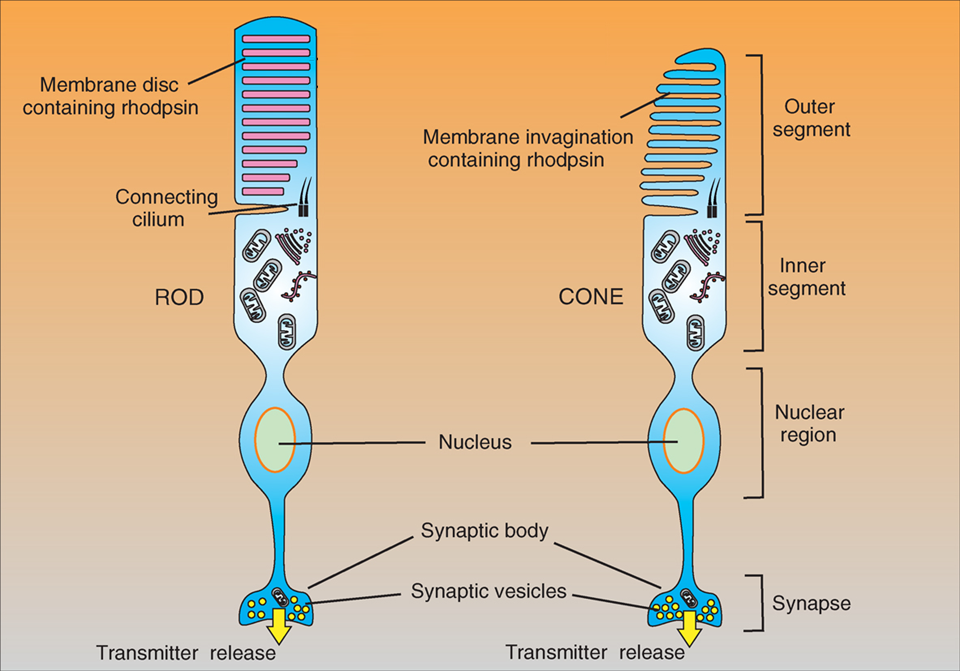 Membrane disc
containing rhodpsin
Membrane invagination
containing rhodpsin
Outer
segment
Connecting
cilium
ROD
CONE
Inner
segment
Nucleus
Nuclear
region
Synaptic body
Synaptic vesicles
Synapse
Transmitter release
Transmitter release